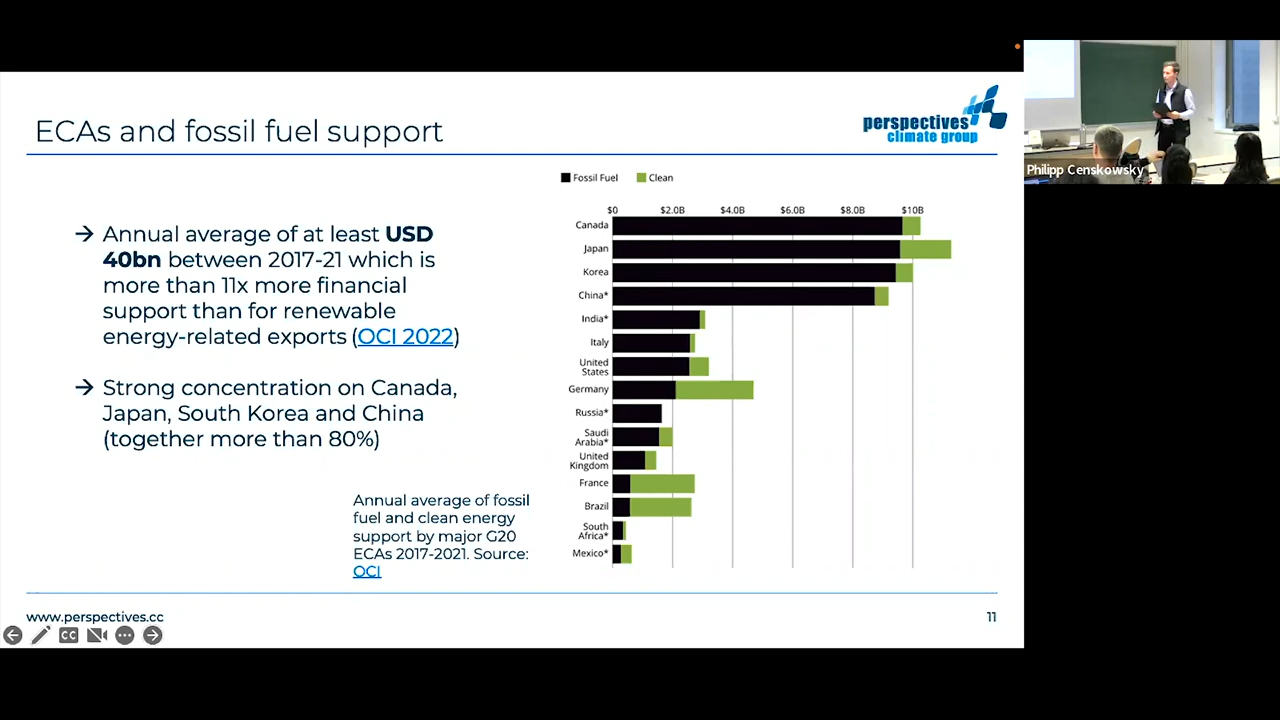 ECAs and fossil fuel support
perspectives
climate group
→ Annual average of at least USD
40bn between 2017-21 which is
more than 11x more financial
support than for renewable
energy-related exports (OCI 2022)
→ Strong concentration on Canada,
Japan, South Korea and China
(together more than 80%)
Annual average of fossil
fuel and clean energy
support by major G20
ECAs 2017-2021. Source:
OCI
Fossil Fuel Clean
$0 $2.0B $4.0B $6.0B $8.0B $10B
Canada
Japan
Korea
China*
India*
Italy
United
States
Germany
Russia*
Saudi
Arabia*
United
Kingdom
France
Brazil
South
Africa*
Mexico*
www.perspectives.cc
11
CC
Philipp Censkowsky